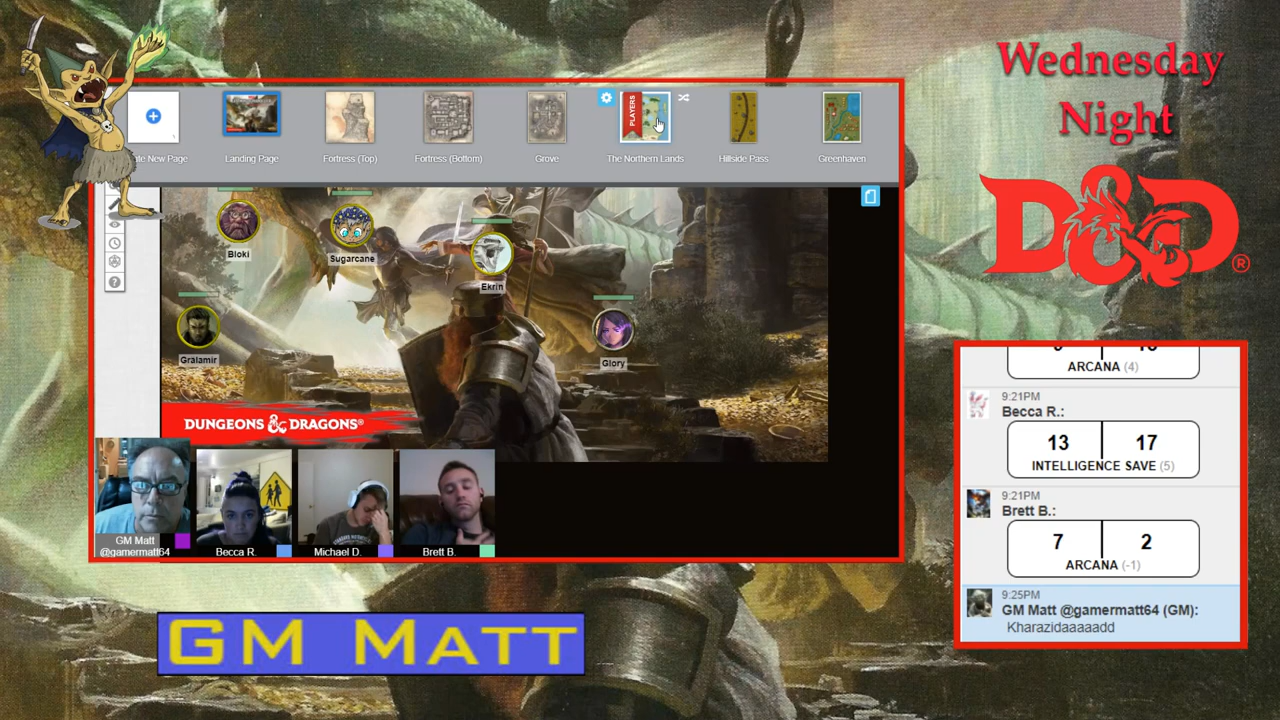 Wednesday
Night
D&D®
te New Page
Landing Page
Fortress (Top)
Fortress (Bottom)
Grove
PLAYERS
The Northern Lands
Hillside Pass
Greenhaven
Bloki
Sugarcane
Ekrin
Gralamir
Glory
DUNGEONS & DRAGONS®
GM Matt
@gamermatt64
Becca R.
Michael D.
Brett B.
ARCANA (4)
9:21PM
Becca R.:
13 17
INTELLIGENCE SAVE (5)
9:21PM
Brett B.:
7 2
ARCANA (-1)
9:25PM
GM Matt @gamermatt64 (GM):
Kharazidaaaaadd
GM MATT